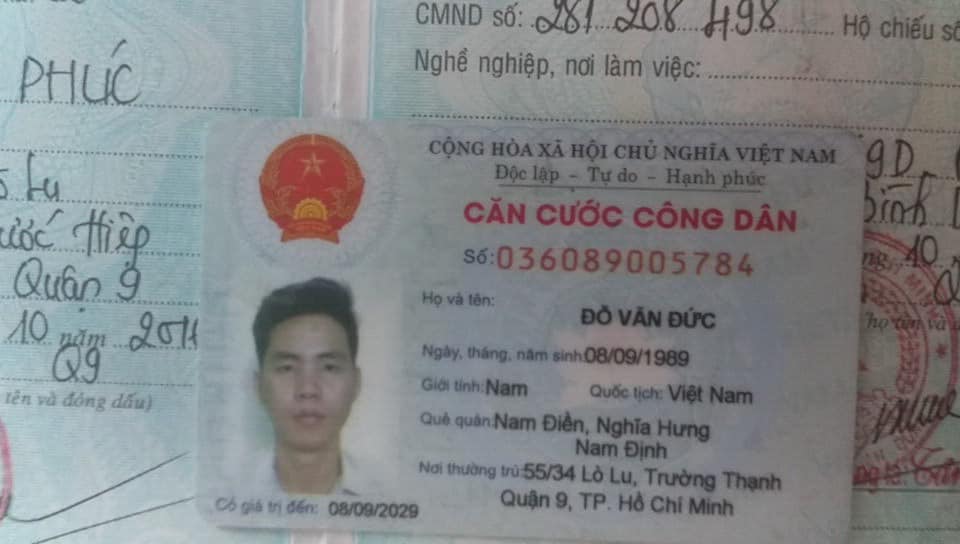 PHÚC
Lu
ước Hiệp
Quận 9
10 năm 2011
Q9
tên và đóng dấu)
CMND số: 281 208 498 Hộ chiếu số
Nghề nghiệp, nơi làm việc:
CỘNG HÒA XÃ HỘI CHỦ NGHĨA VIỆT NAM
Độc lập - Tự do - Hạnh phúc
CĂN CƯỚC CÔNG DÂN
Số: 036089005784
Họ và tên:
ĐỖ VĂN ĐỨC
Ngày, tháng, năm sinh: 08/09/1989
Giới tính: Nam Quốc tịch: Việt Nam
Quê quán: Nam Điền, Nghĩa Hưng
Nam Định
Nơi thường trú: 55/34 Lò Lu, Trường Thạnh
Quận 9, TP. Hồ Chí Minh
Có giá trị đến: 08/09/2029
bình
10
họ tên và